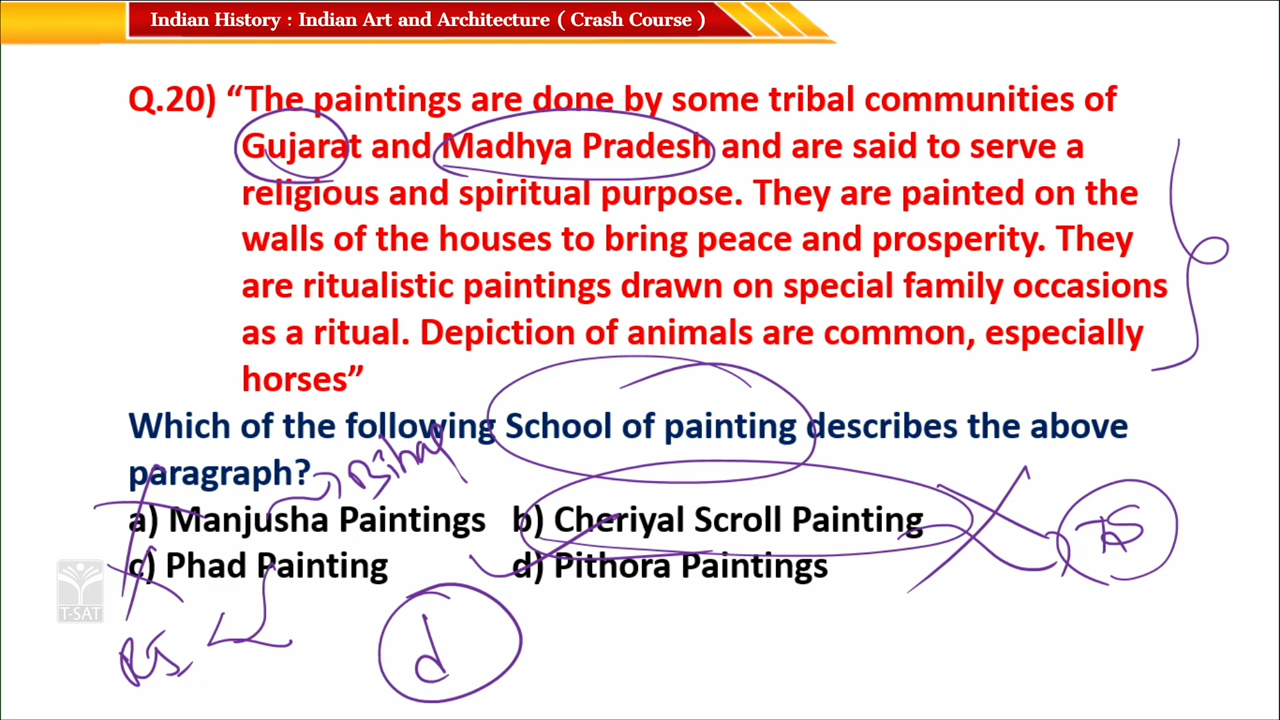 Indian History : Indian Art and Architecture ( Crash Course )
Q.20) “The paintings are done by some tribal communities of
Gujarat and Madhya Pradesh and are said to serve a
religious and spiritual purpose. They are painted on the
walls of the houses to bring peace and prosperity. They
are ritualistic paintings drawn on special family occasions
as a ritual. Depiction of animals are common, especially
horses”
Which of the following School of painting describes the above
paragraph?
Bihar
a) Manjusha Paintings b) Cheriyal Scroll Painting
TS
c) Phad Painting d) Pithora Paintings
T-SAT
RJ
d